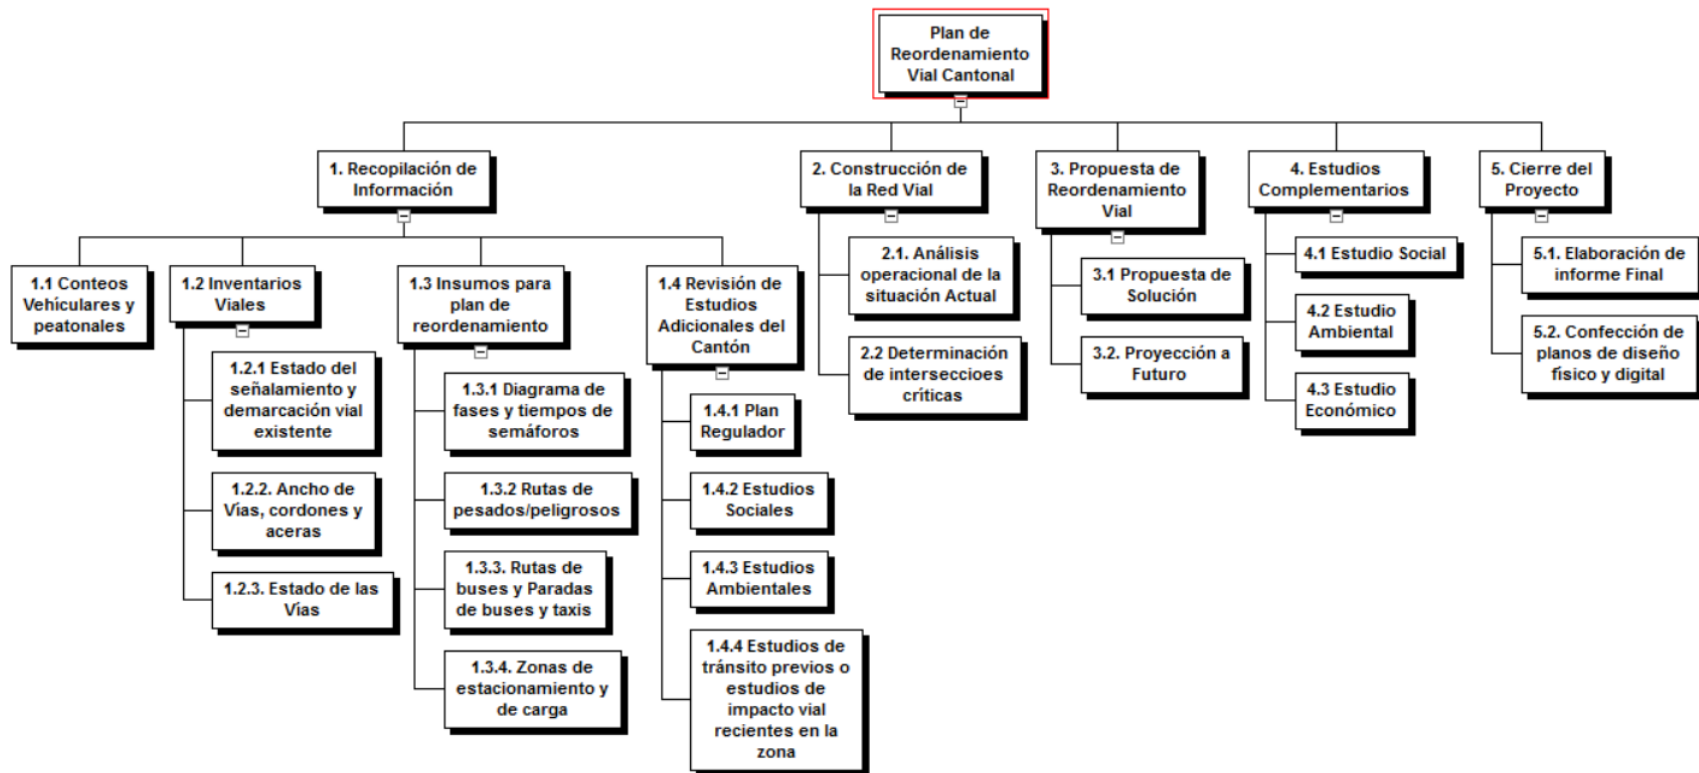 Plan de
Reordenamiento
Vial Cantonal
1. Recopilación de
Información
2. Construcción de
la Red Vial
3. Propuesta de
Reordenamiento
Vial
4. Estudios
Complementarios
5. Cierre del
Proyecto
1.1 Conteos
Vehículares y
peatonales
1.2 Inventarios
Viales
1.2.1 Estado del
señalamiento y
demarcación vial
existente
1.2.2. Ancho de
Vías, cordones y
aceras
1.2.3. Estado de las
Vías
1.3 Insumos para
plan de
reordenamiento
1.3.1 Diagrama de
fases y tiempos de
semáforos
1.3.2 Rutas de
pesados/peligrosos
1.3.3. Rutas de
buses y Paradas
de buses y taxis
1.3.4. Zonas de
estacionamiento y
de carga
1.4 Revisión de
Estudios
Adicionales del
Cantón
1.4.1 Plan
Regulador
1.4.2 Estudios
Sociales
1.4.3 Estudios
Ambientales
1.4.4 Estudios de
tránsito previos o
estudios de
impacto vial
recientes en la
zona
2.1. Análisis
operacional de la
situación Actual
2.2 Determinación
de interseccioes
críticas
3.1 Propuesta de
Solución
3.2. Proyección a
Futuro
4.1 Estudio Social
4.2 Estudio
Ambiental
4.3 Estudio
Económico
5.1. Elaboración de
informe Final
5.2. Confección de
planos de diseño
físico y digital